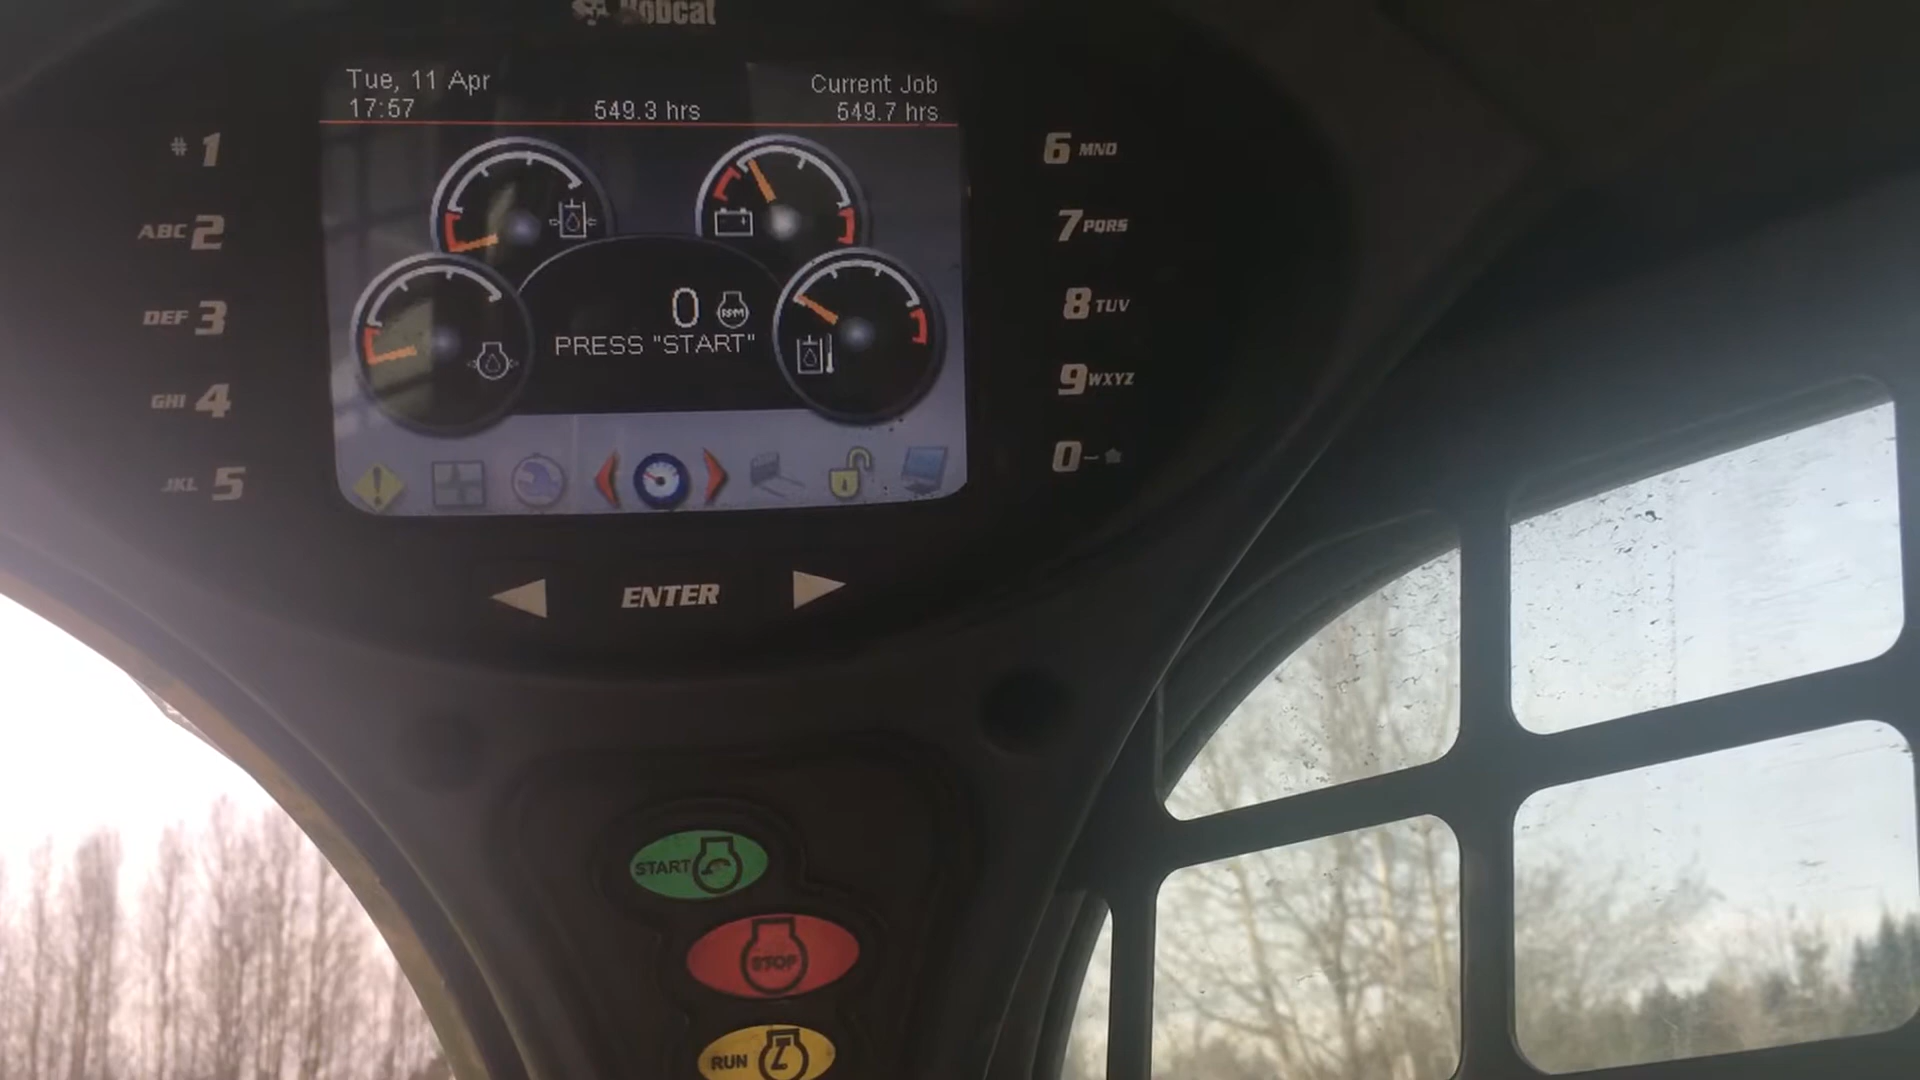 Bobcat
Tue, 11 Apr
17:57
549.3 hrs
Current Job
549.7 hrs
# 1
ABC 2
DEF 3
GHI 4
JKL 5
6 MNO
7 PQRS
8 TUV
9 WXYZ
0 -
0 RPM
PRESS "START"
ENTER
START
STOP
RUN